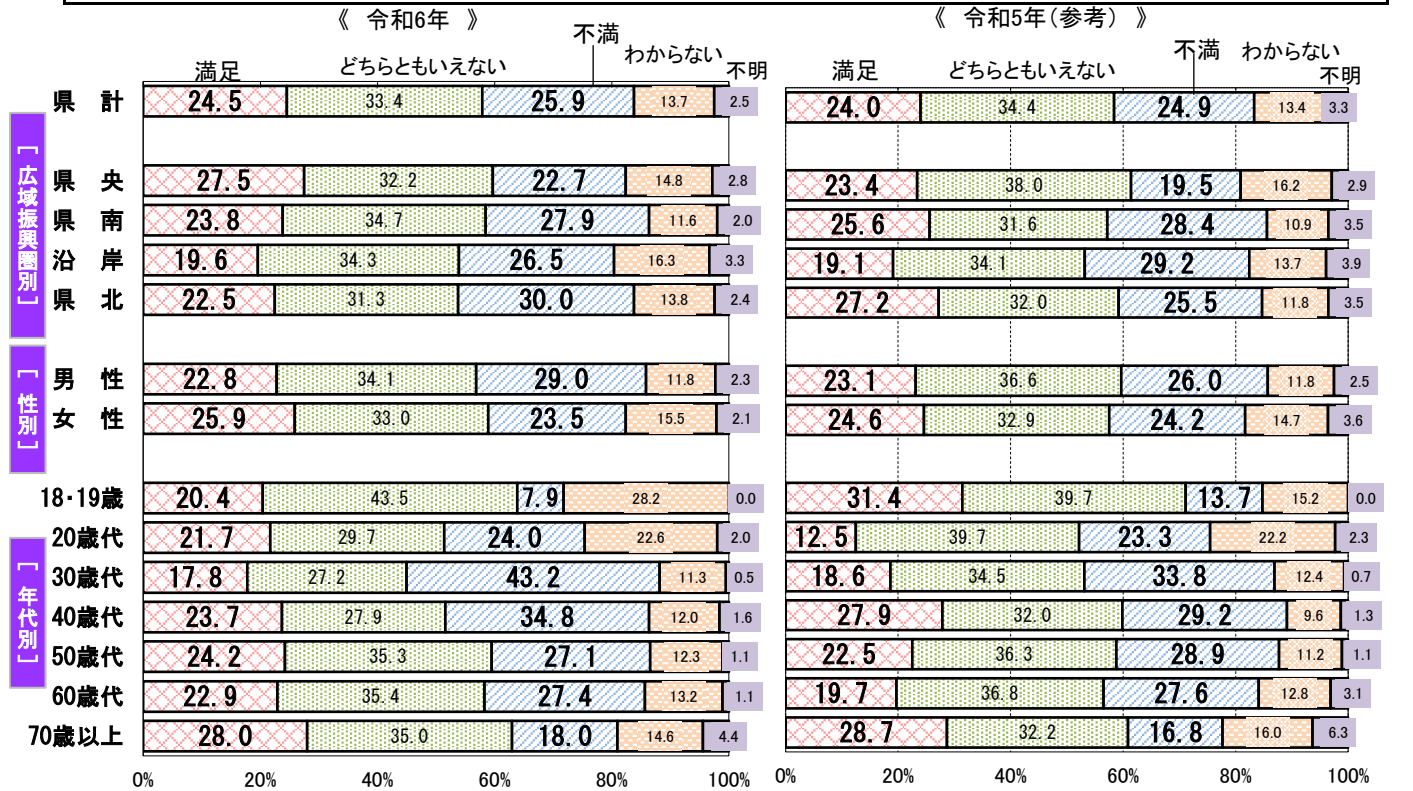 《 令和6年 》 《 令和5年(参考) 》
満足 どちらともいえない 不満 わからない 不明 満足 どちらともいえない 不満 わからない 不明
県 計 24.5 33.4 25.9 13.7 2.5 24.0 34.4 24.9 13.4 3.3
[広域振興圏別]
県 央 27.5 32.2 22.7 14.8 2.8 23.4 38.0 19.5 16.2 2.9
県 南 23.8 34.7 27.9 11.6 2.0 25.6 31.6 28.4 10.9 3.5
沿 岸 19.6 34.3 26.5 16.3 3.3 19.1 34.1 29.2 13.7 3.9
県 北 22.5 31.3 30.0 13.8 2.4 27.2 32.0 25.5 11.8 3.5
[性別]
男 性 22.8 34.1 29.0 11.8 2.3 23.1 36.6 26.0 11.8 2.5
女 性 25.9 33.0 23.5 15.5 2.1 24.6 32.9 24.2 14.7 3.6
[年代別]
18・19歳 20.4 43.5 7.9 28.2 0.0 31.4 39.7 13.7 15.2 0.0
20歳代 21.7 29.7 24.0 22.6 2.0 12.5 39.7 23.3 22.2 2.3
30歳代 17.8 27.2 43.2 11.3 0.5 18.6 34.5 33.8 12.4 0.7
40歳代 23.7 27.9 34.8 12.0 1.6 27.9 32.0 29.2 9.6 1.3
50歳代 24.2 35.3 27.1 12.3 1.1 22.5 36.3 28.9 11.2 1.1
60歳代 22.9 35.4 27.4 13.2 1.1 19.7 36.8 27.6 12.8 3.1
70歳以上 28.0 35.0 18.0 14.6 4.4 28.7 32.2 16.8 16.0 6.3
0% 20% 40% 60% 80% 100% 0% 20% 40% 60% 80% 100%